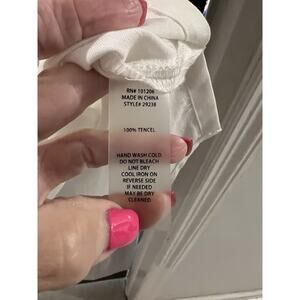 RN# 101206
MADE IN CHINA
STYLE# 29238
100% TENCEL
HAND WASH COLD
DO NOT BLEACH
LINE DRY
COOL IRON ON
REVERSE SIDE
IF NEEDED
MAY BE DRY
CLEANED